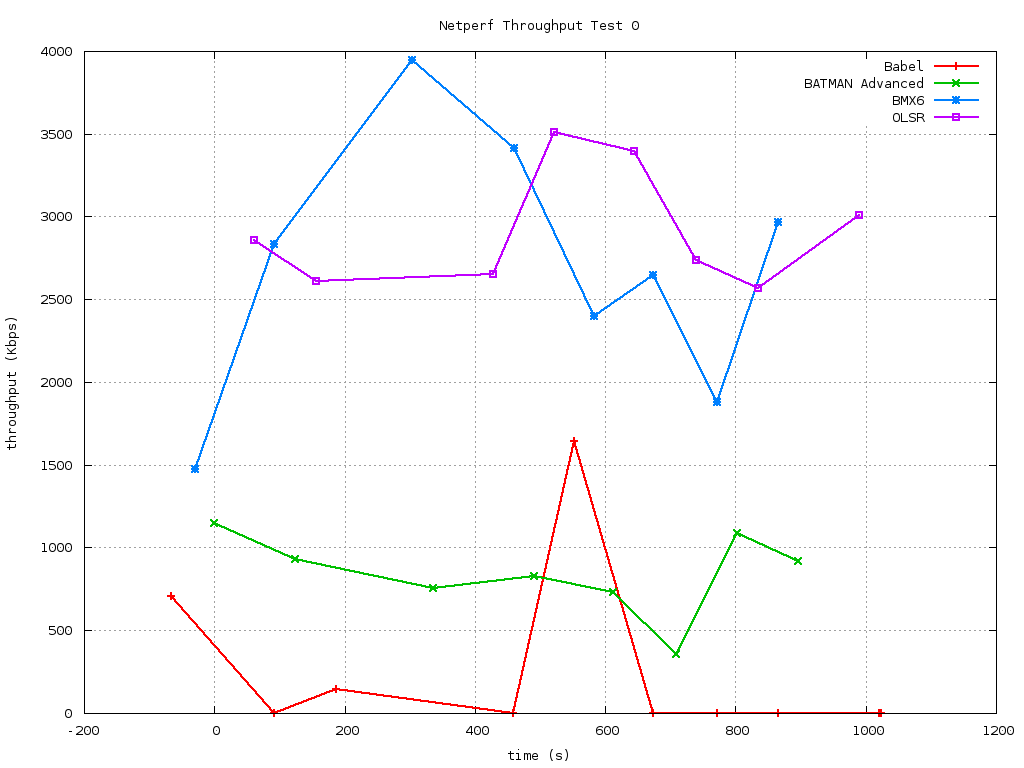 Netperf Throughput Test 0
4000
3500
3000
2500
2000
1500
1000
500
0
throughput (Kbps)
Babel
BATMAN Advanced
BMX6
OLSR
-200 0 200 400 600 800 1000 1200
time (s)